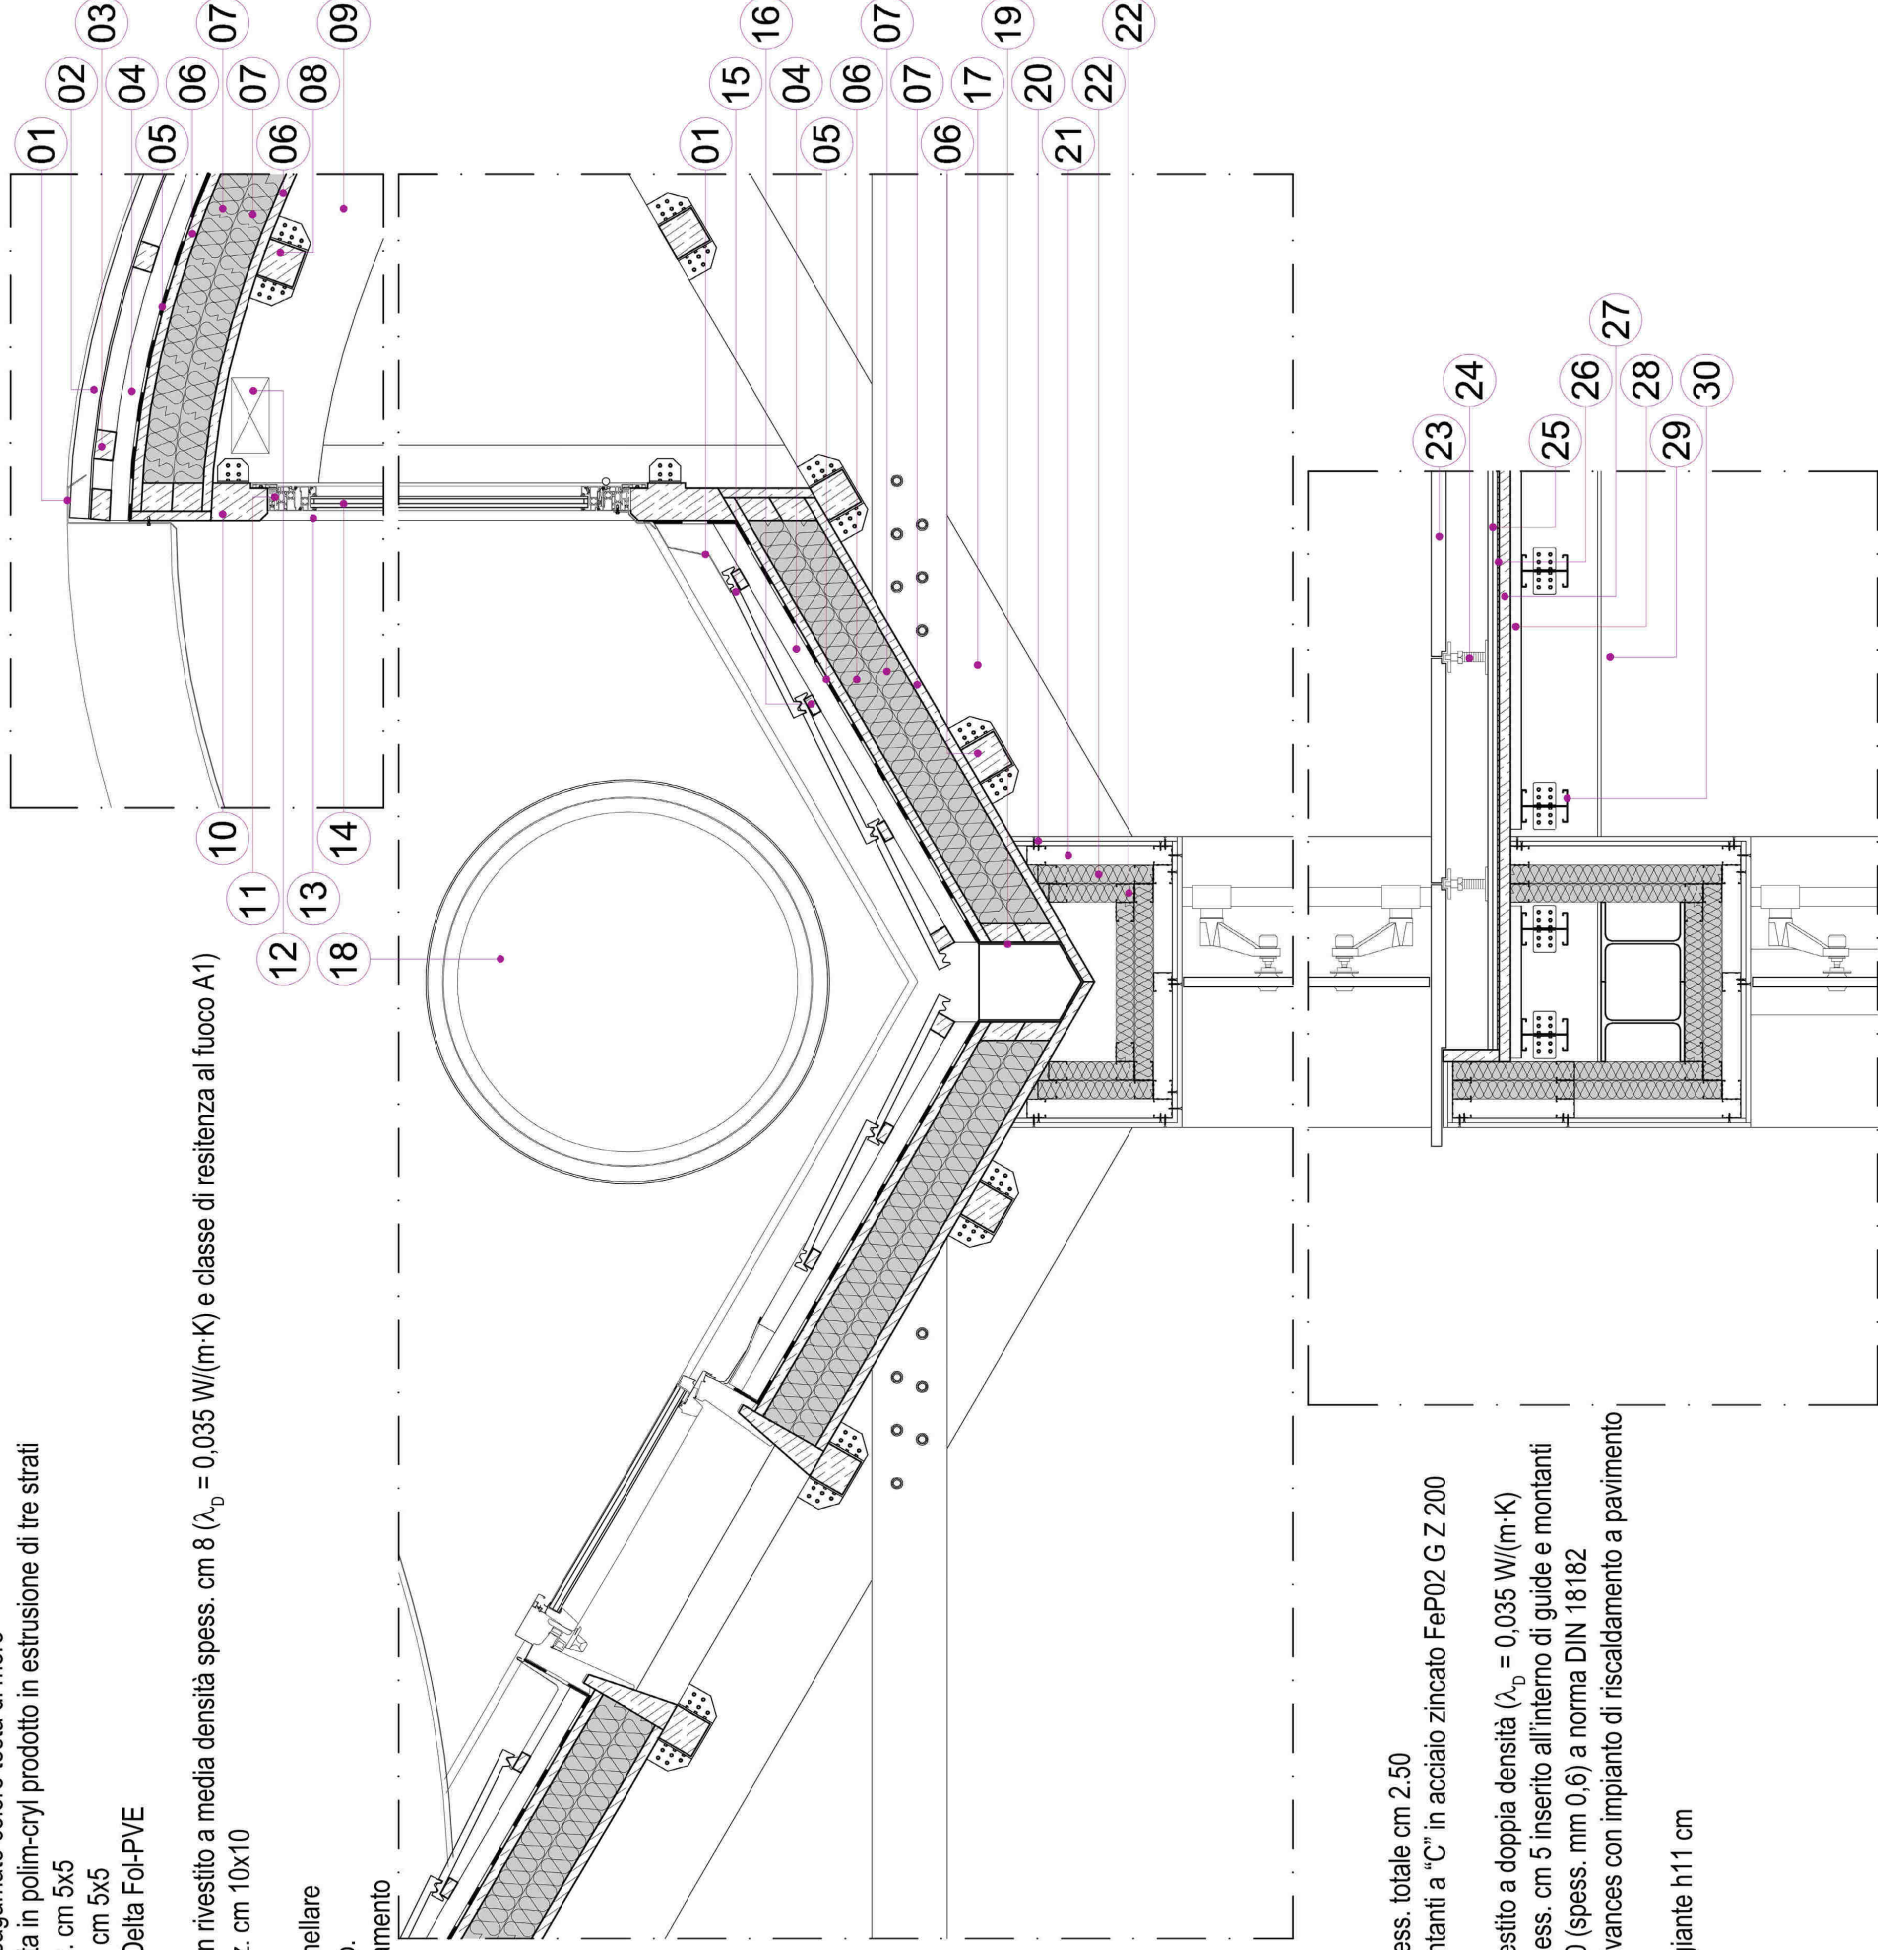 colore testa di moro
ta in polim-cryl prodotto in estrusione di tre strati
. cm 5x5
cm 5x5
Delta Fol-PVE
n rivestito a media densità spess. cm 8 (λD = 0,035 W/(m·K) e classe di resitenza al fuoco A1)
z. cm 10x10
nellare
o.
amento
01
02
03
04
05
06
07
07
06
08
09
10
11
12
13
14
18
01
15
16
04
05
06
07
07
06
17
19
20
21
22
22
ess. totale cm 2.50
ntanti a “C” in acciaio zincato FeP02 G Z 200
estito a doppia densità (λD = 0,035 W/(m·K)
ess. cm 5 inserito all'interno di guide e montanti
0 (spess. mm 0,6) a norma DIN 18182
vances con impianto di riscaldamento a pavimento
giante h11 cm
23
24
25
26
27
28
29
30